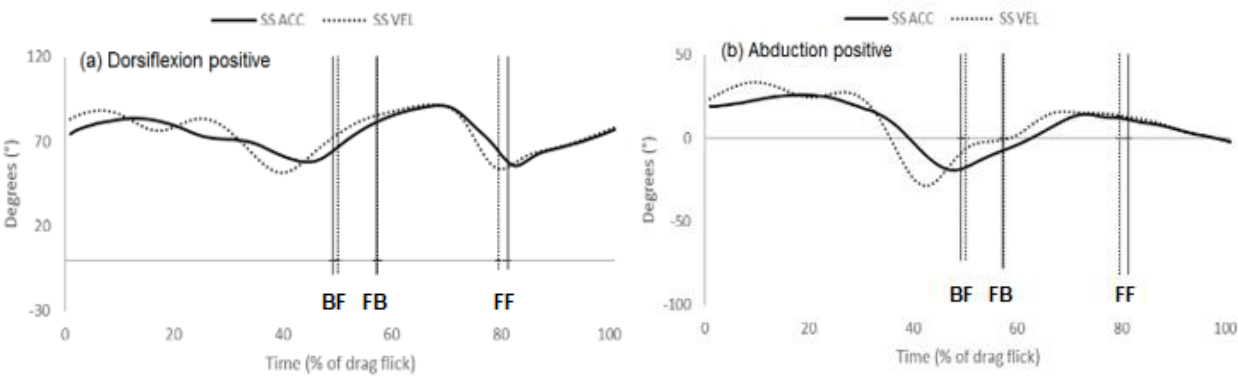 SS ACC SS VEL
(a) Dorsiflexion positive
120
70
20
-30
Degrees (°)
BF FB FF
0 20 40 60 80 100
Time (% of drag flick)
SS ACC SS VEL
(b) Abduction positive
50
0
-50
-100
Degrees (°)
BF FB FF
0 20 40 60 80 100
Time (% of drag flick)